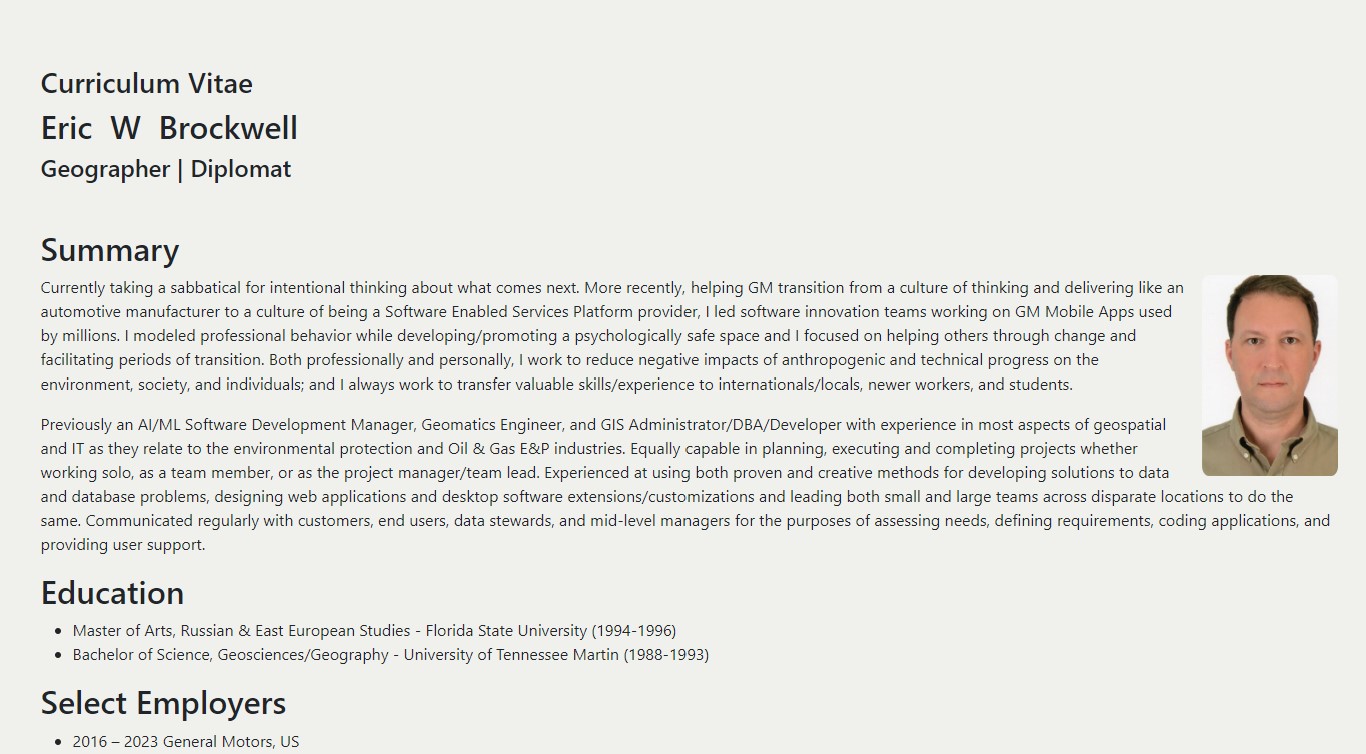 Curriculum Vitae
Eric W Brockwell
Geographer | Diplomat
Summary
Currently taking a sabbatical for intentional thinking about what comes next. More recently, helping GM transition from a culture of thinking and delivering like an
automotive manufacturer to a culture of being a Software Enabled Services Platform provider, I led software innovation teams working on GM Mobile Apps used
by millions. I modeled professional behavior while developing/promoting a psychologically safe space and I focused on helping others through change and
facilitating periods of transition. Both professionally and personally, I work to reduce negative impacts of anthropogenic and technical progress on the
environment, society, and individuals; and I always work to transfer valuable skills/experience to internationals/locals, newer workers, and students.
Previously an AI/ML Software Development Manager, Geomatics Engineer, and GIS Administrator/DBA/Developer with experience in most aspects of geospatial
and IT as they relate to the environmental protection and Oil & Gas E&P industries. Equally capable in planning, executing and completing projects whether
working solo, as a team member, or as the project manager/team lead. Experienced at using both proven and creative methods for developing solutions to data
and database problems, designing web applications and desktop software extensions/customizations and leading both small and large teams across disparate locations to do the
same. Communicated regularly with customers, end users, data stewards, and mid-level managers for the purposes of assessing needs, defining requirements, coding applications, and
providing user support.
Education
• Master of Arts, Russian & East European Studies - Florida State University (1994-1996)
• Bachelor of Science, Geosciences/Geography - University of Tennessee Martin (1988-1993)
Select Employers
• 2016 – 2023 General Motors, US